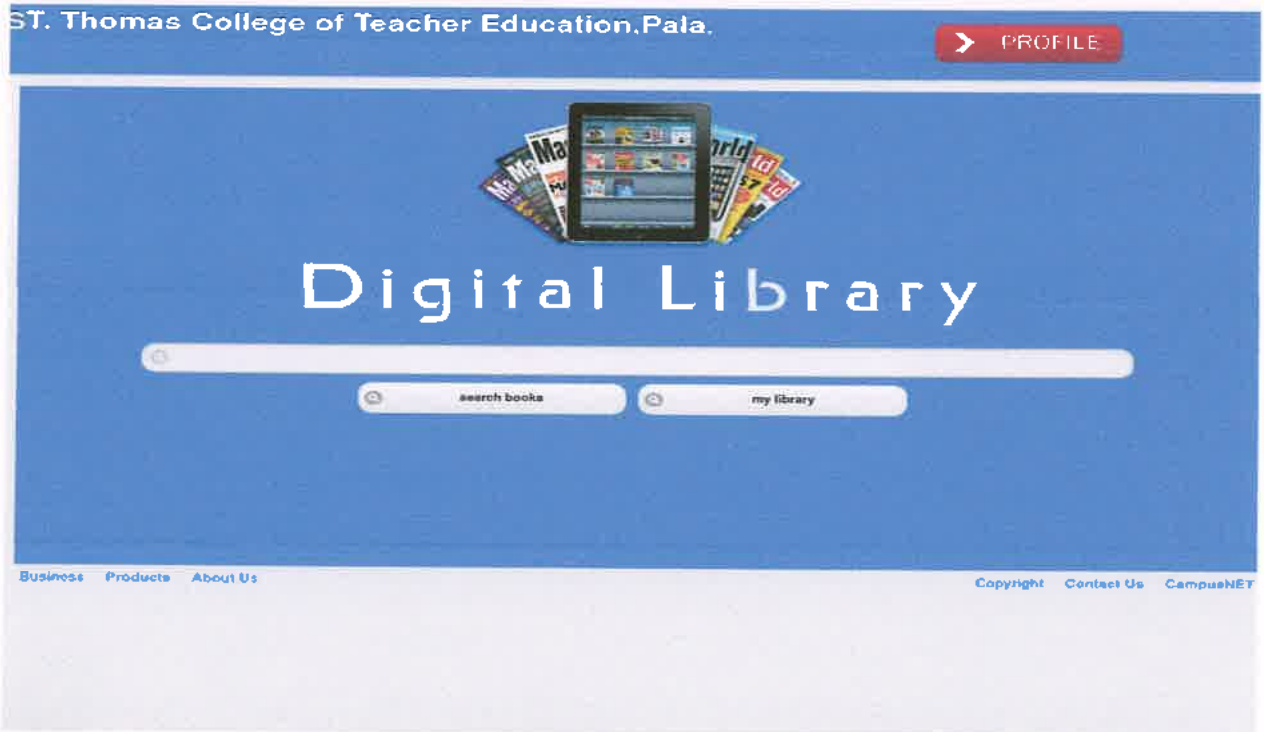 ST. Thomas College of Teacher Education,Pala.
PROFILE
Digital Library
search books
my library
Business Products About Us
Copyright Contact Us CampusNET